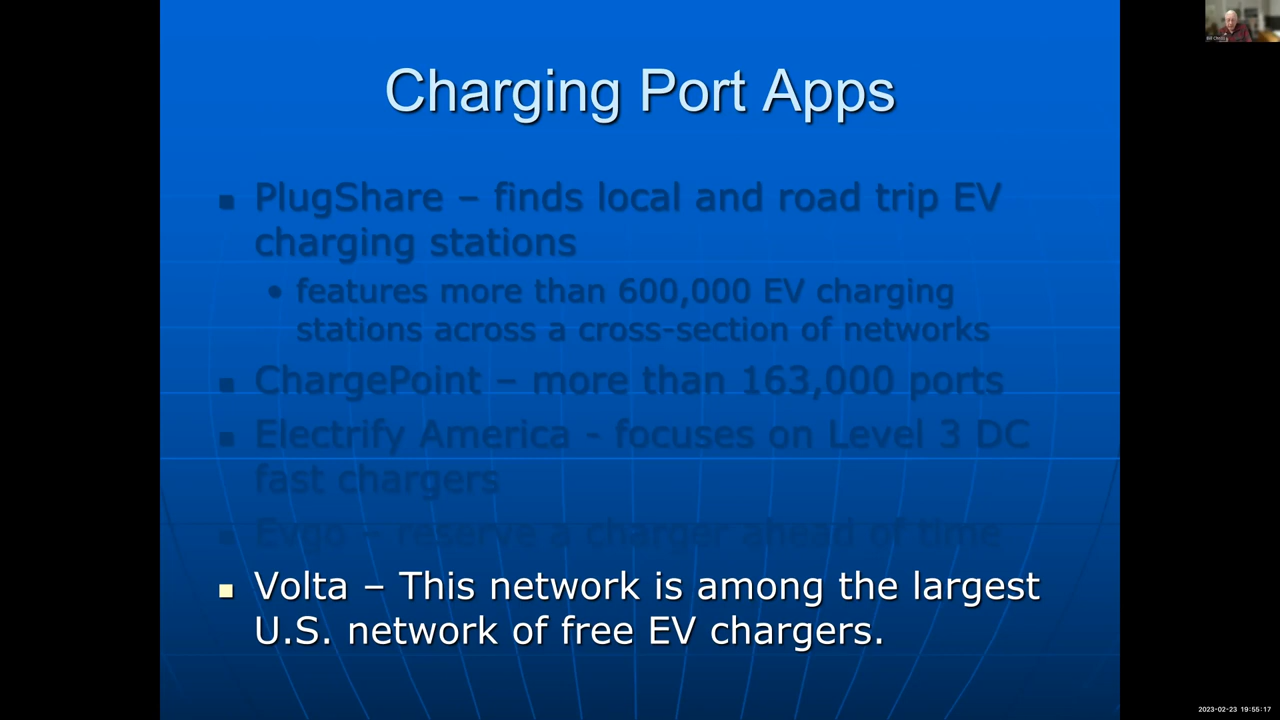 Charging Port Apps
PlugShare – finds local and road trip EV
charging stations
features more than 600,000 EV charging
stations across a cross-section of networks
ChargePoint – more than 163,000 ports
Electrify America - focuses on Level 3 DC
fast chargers
Evgo – reserve a charger ahead of time
Volta – This network is among the largest
U.S. network of free EV chargers.
2023-02-23 19:55:17